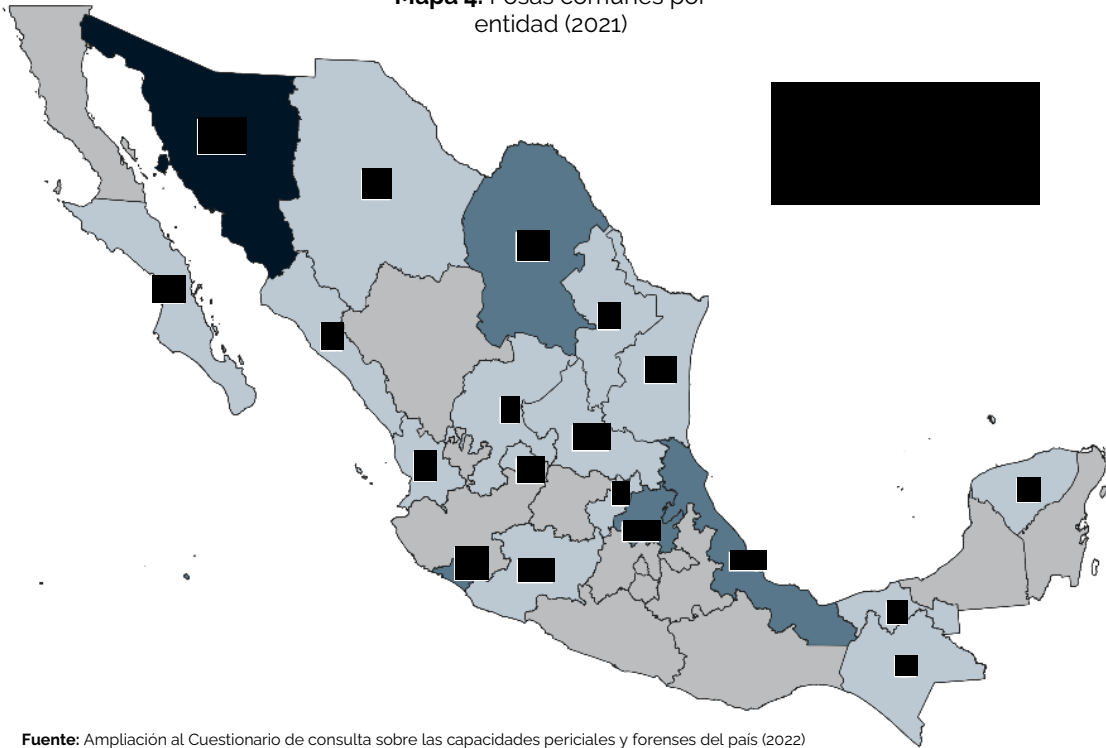 Mapa 4. Fosas comunes por
entidad (2021)
Fuente: Ampliación al Cuestionario de consulta sobre las capacidades periciales y forenses del país (2022)